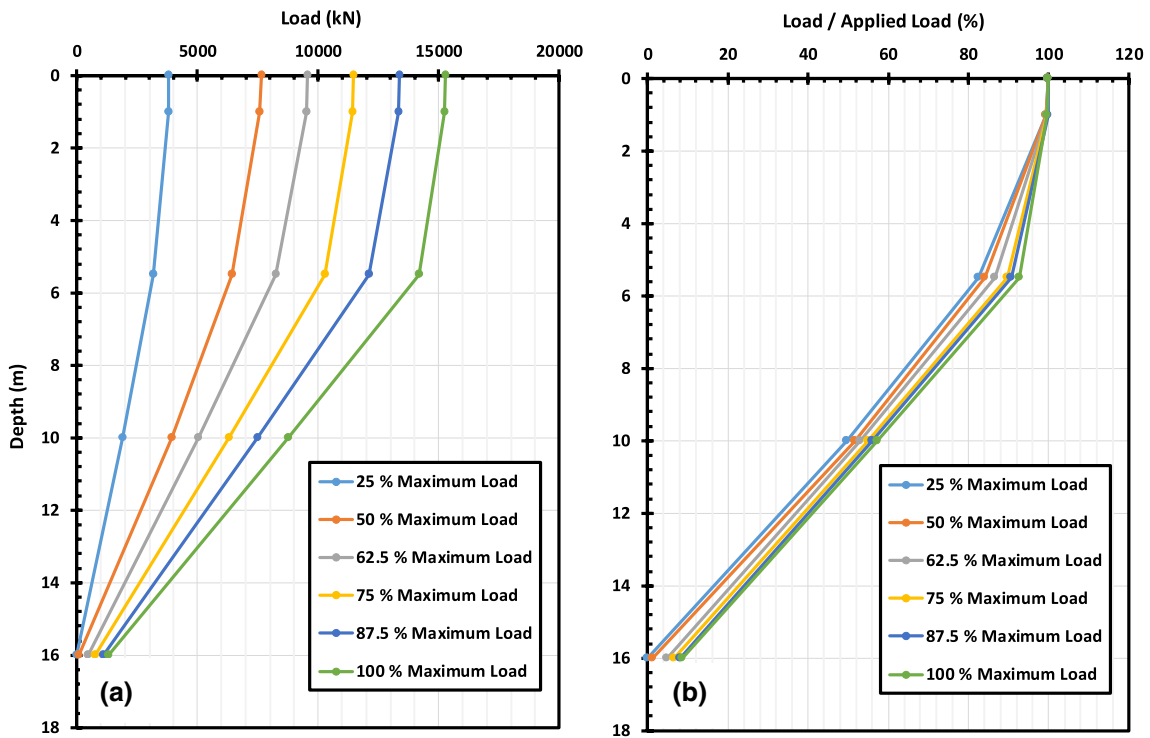 Load (kN)
0 5000 10000 15000 20000
0
2
4
6
8
10
12
14
16
18
Depth (m)
25 % Maximum Load
50 % Maximum Load
62.5 % Maximum Load
75 % Maximum Load
87.5 % Maximum Load
100 % Maximum Load
(a)
Load / Applied Load (%)
0 20 40 60 80 100 120
0
2
4
6
8
10
12
14
16
18
25 % Maximum Load
50 % Maximum Load
62.5 % Maximum Load
75 % Maximum Load
87.5 % Maximum Load
100 % Maximum Load
(b)